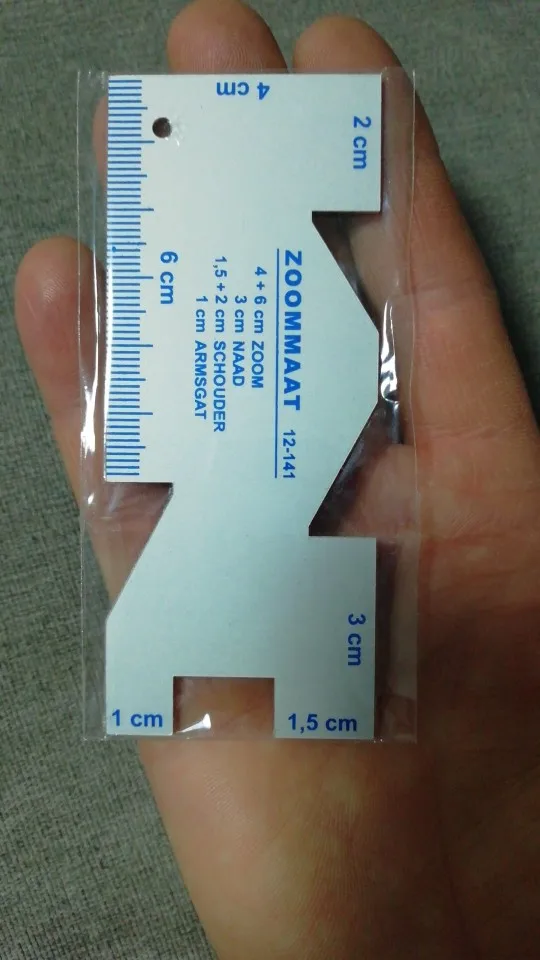 4 cm
2 cm
6 cm
ZOOMMAAT 12-141
4 + 6 cm ZOOM
3 cm NAAD
1,5 + 2 cm SCHOUDER
1 cm ARMSGAT
3 cm
1 cm
1,5 cm